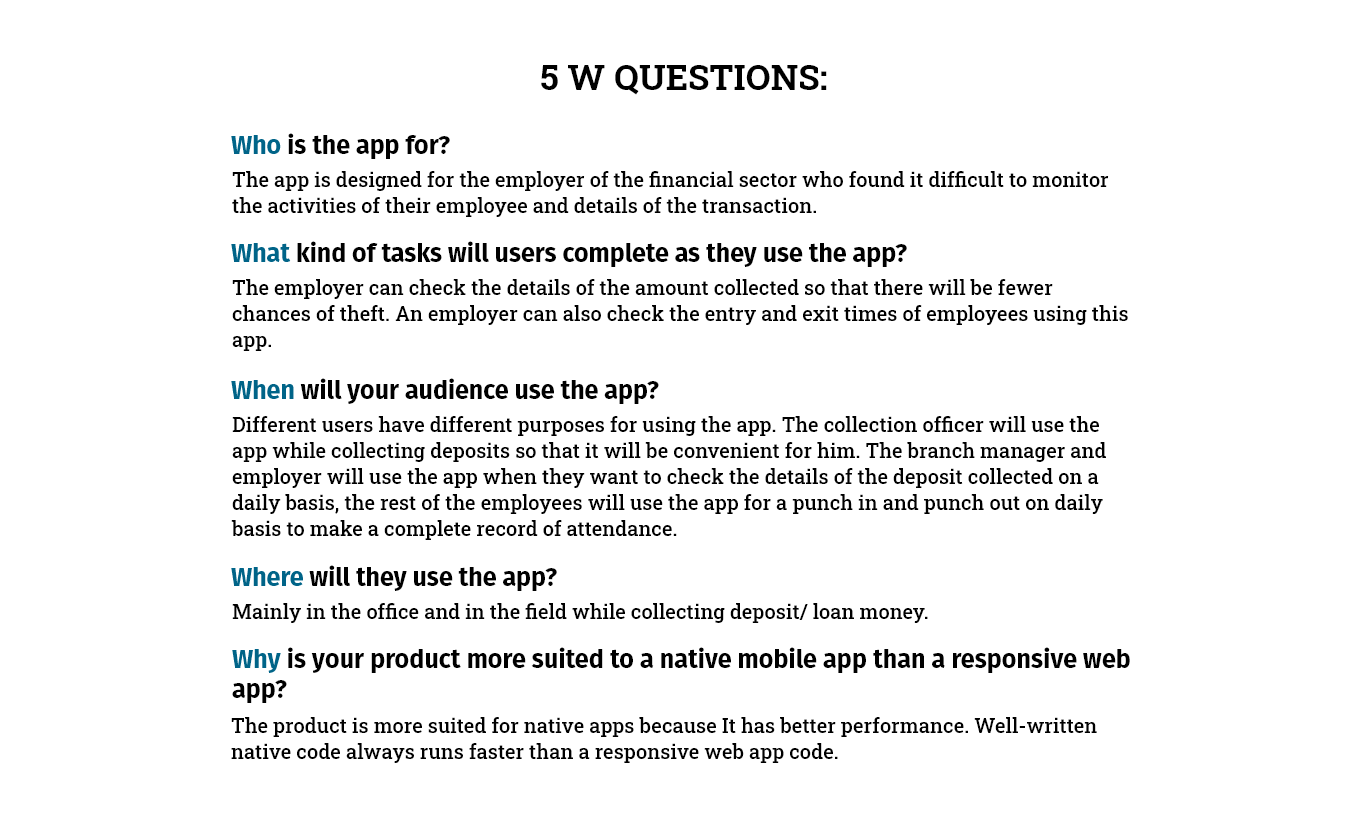 5 W QUESTIONS:
Who is the app for?
The app is designed for the employer of the financial sector who found it difficult to monitor
the activities of their employee and details of the transaction.
What kind of tasks will users complete as they use the app?
The employer can check the details of the amount collected so that there will be fewer
chances of theft. An employer can also check the entry and exit times of employees using this
app.
When will your audience use the app?
Different users have different purposes for using the app. The collection officer will use the
app while collecting deposits so that it will be convenient for him. The branch manager and
employer will use the app when they want to check the details of the deposit collected on a
daily basis, the rest of the employees will use the app for a punch in and punch out on daily
basis to make a complete record of attendance.
Where will they use the app?
Mainly in the office and in the field while collecting deposit/ loan money.
Why is your product more suited to a native mobile app than a responsive web
app?
The product is more suited for native apps because It has better performance. Well-written
native code always runs faster than a responsive web app code.